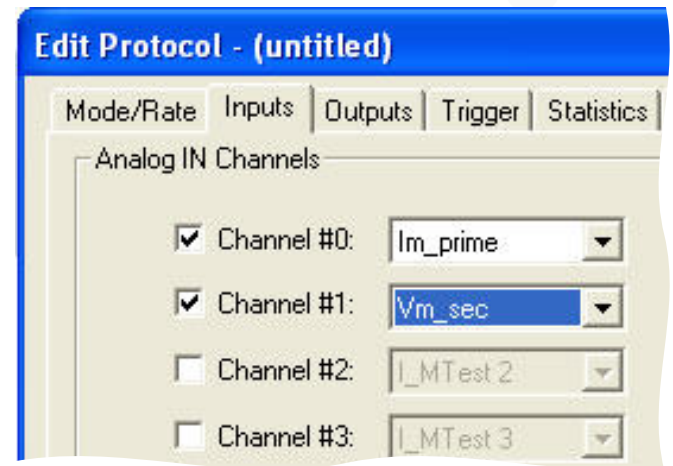 Edit Protocol - (untitled)
Mode/Rate Inputs Outputs Trigger Statistics
Analog IN Channels
Channel #0: Im_prime
Channel #1: Vm_sec
Channel #2: I_MTest 2
Channel #3: I_MTest 3